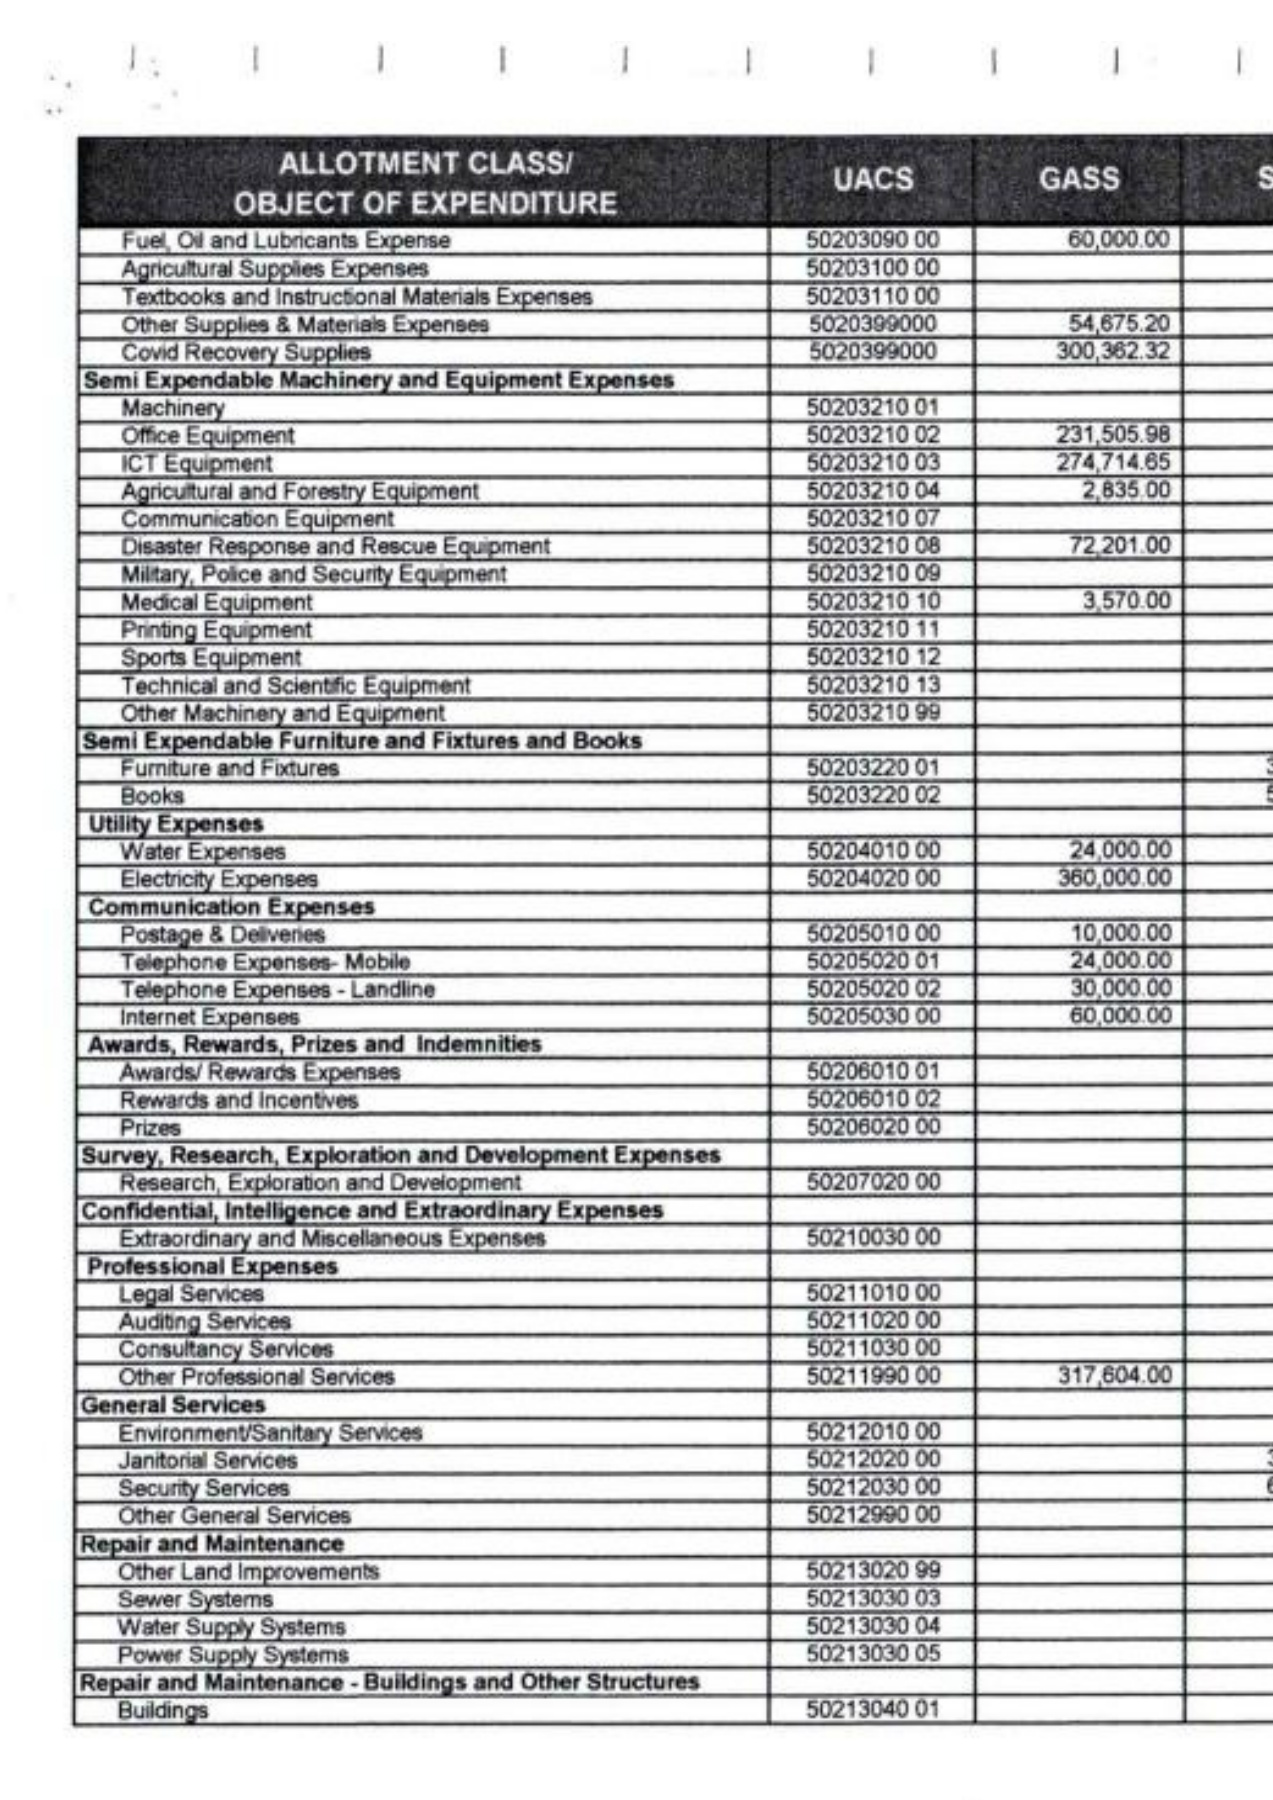 ALLOTMENT CLASS/
OBJECT OF EXPENDITURE UACS GASS S
Fuel, Oil and Lubricants Expense 50203090 00 60,000.00
Agricultural Supplies Expenses 50203100 00
Textbooks and Instructional Materials Expenses 50203110 00
Other Supplies & Materials Expenses 5020399000 54,675.20
Covid Recovery Supplies 5020399000 300,362.32
Semi Expendable Machinery and Equipment Expenses
Machinery 50203210 01
Office Equipment 50203210 02 231,505.98
ICT Equipment 50203210 03 274,714.65
Agricultural and Forestry Equipment 50203210 04 2,835.00
Communication Equipment 50203210 07
Disaster Response and Rescue Equipment 50203210 08 72,201.00
Military, Police and Security Equipment 50203210 09
Medical Equipment 50203210 10 3,570.00
Printing Equipment 50203210 11
Sports Equipment 50203210 12
Technical and Scientific Equipment 50203210 13
Other Machinery and Equipment 50203210 99
Semi Expendable Furniture and Fixtures and Books
Furniture and Fixtures 50203220 01 3
Books 50203220 02 5
Utility Expenses
Water Expenses 50204010 00 24,000.00
Electricity Expenses 50204020 00 360,000.00
Communication Expenses
Postage & Deliveries 50205010 00 10,000.00
Telephone Expenses- Mobile 50205020 01 24,000.00
Telephone Expenses - Landline 50205020 02 30,000.00
Internet Expenses 50205030 00 60,000.00
Awards, Rewards, Prizes and Indemnities
Awards/ Rewards Expenses 50206010 01
Rewards and Incentives 50206010 02
Prizes 50206020 00
Survey, Research, Exploration and Development Expenses
Research, Exploration and Development 50207020 00
Confidential, Intelligence and Extraordinary Expenses
Extraordinary and Miscellaneous Expenses 50210030 00
Professional Expenses
Legal Services 50211010 00
Auditing Services 50211020 00
Consultancy Services 50211030 00
Other Professional Services 50211990 00 317,604.00
General Services
Environment/Sanitary Services 50212010 00
Janitorial Services 50212020 00 3
Security Services 50212030 00 6
Other General Services 50212990 00
Repair and Maintenance
Other Land Improvements 50213020 99
Sewer Systems 50213030 03
Water Supply Systems 50213030 04
Power Supply Systems 50213030 05
Repair and Maintenance - Buildings and Other Structures
Buildings 50213040 01